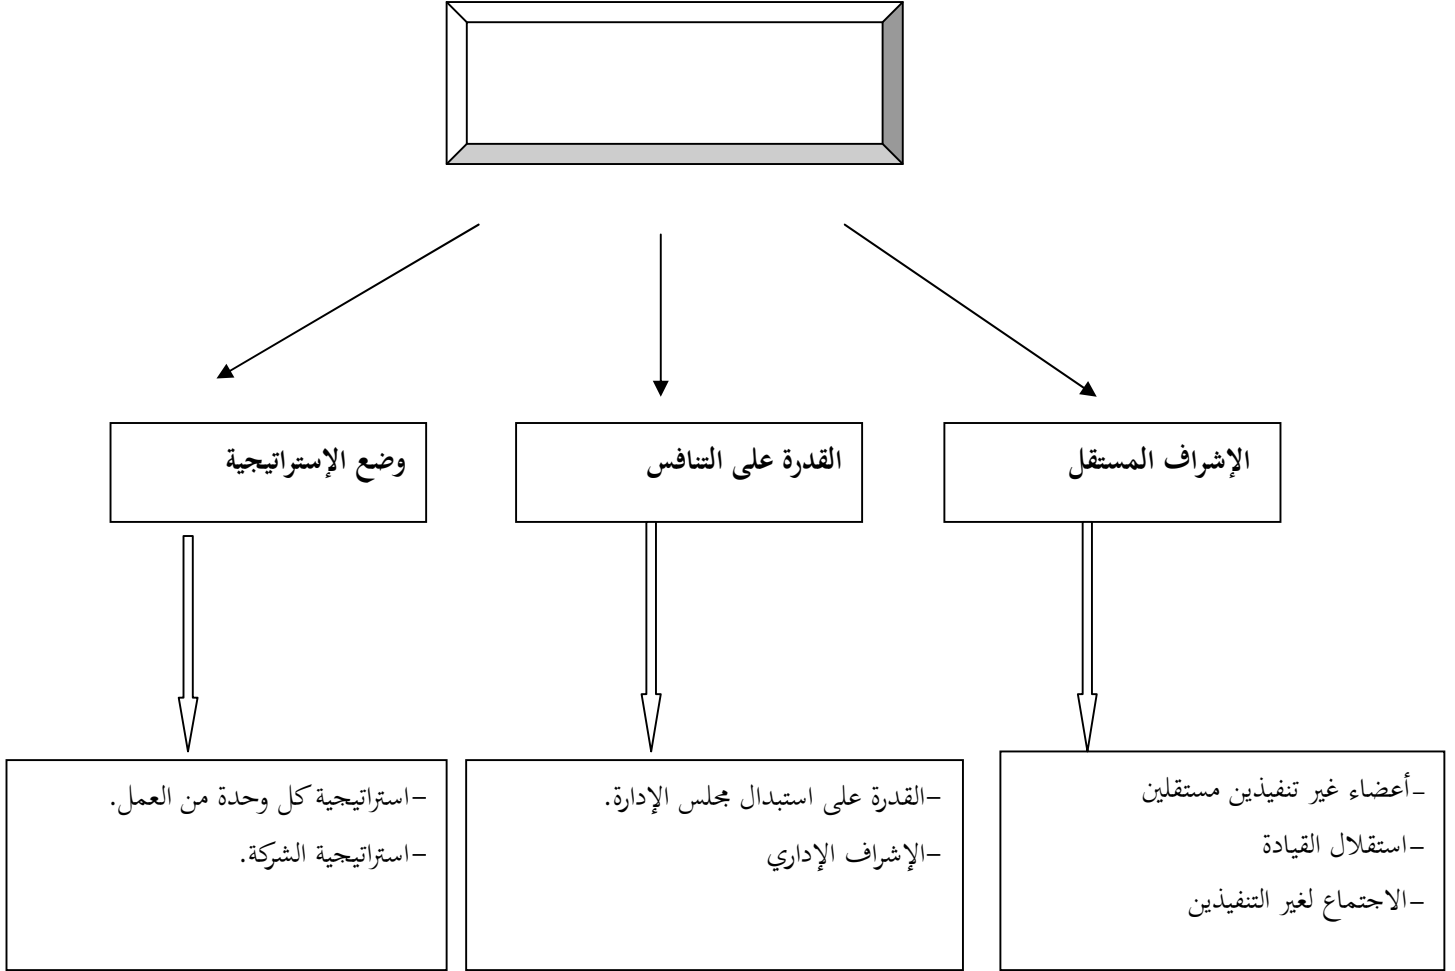 الإشراف المستقل
القدرة على التنافس
وضع الإستراتيجية
-أعضاء غير تنفيذين مستقلين
-استقلال القيادة
-الاجتماع لغير التنفيذين
-القدرة على استبدال مجلس الإدارة.
-الإشراف الإداري
-استراتيجية كل وحدة من العمل.
-استراتيجية الشركة.